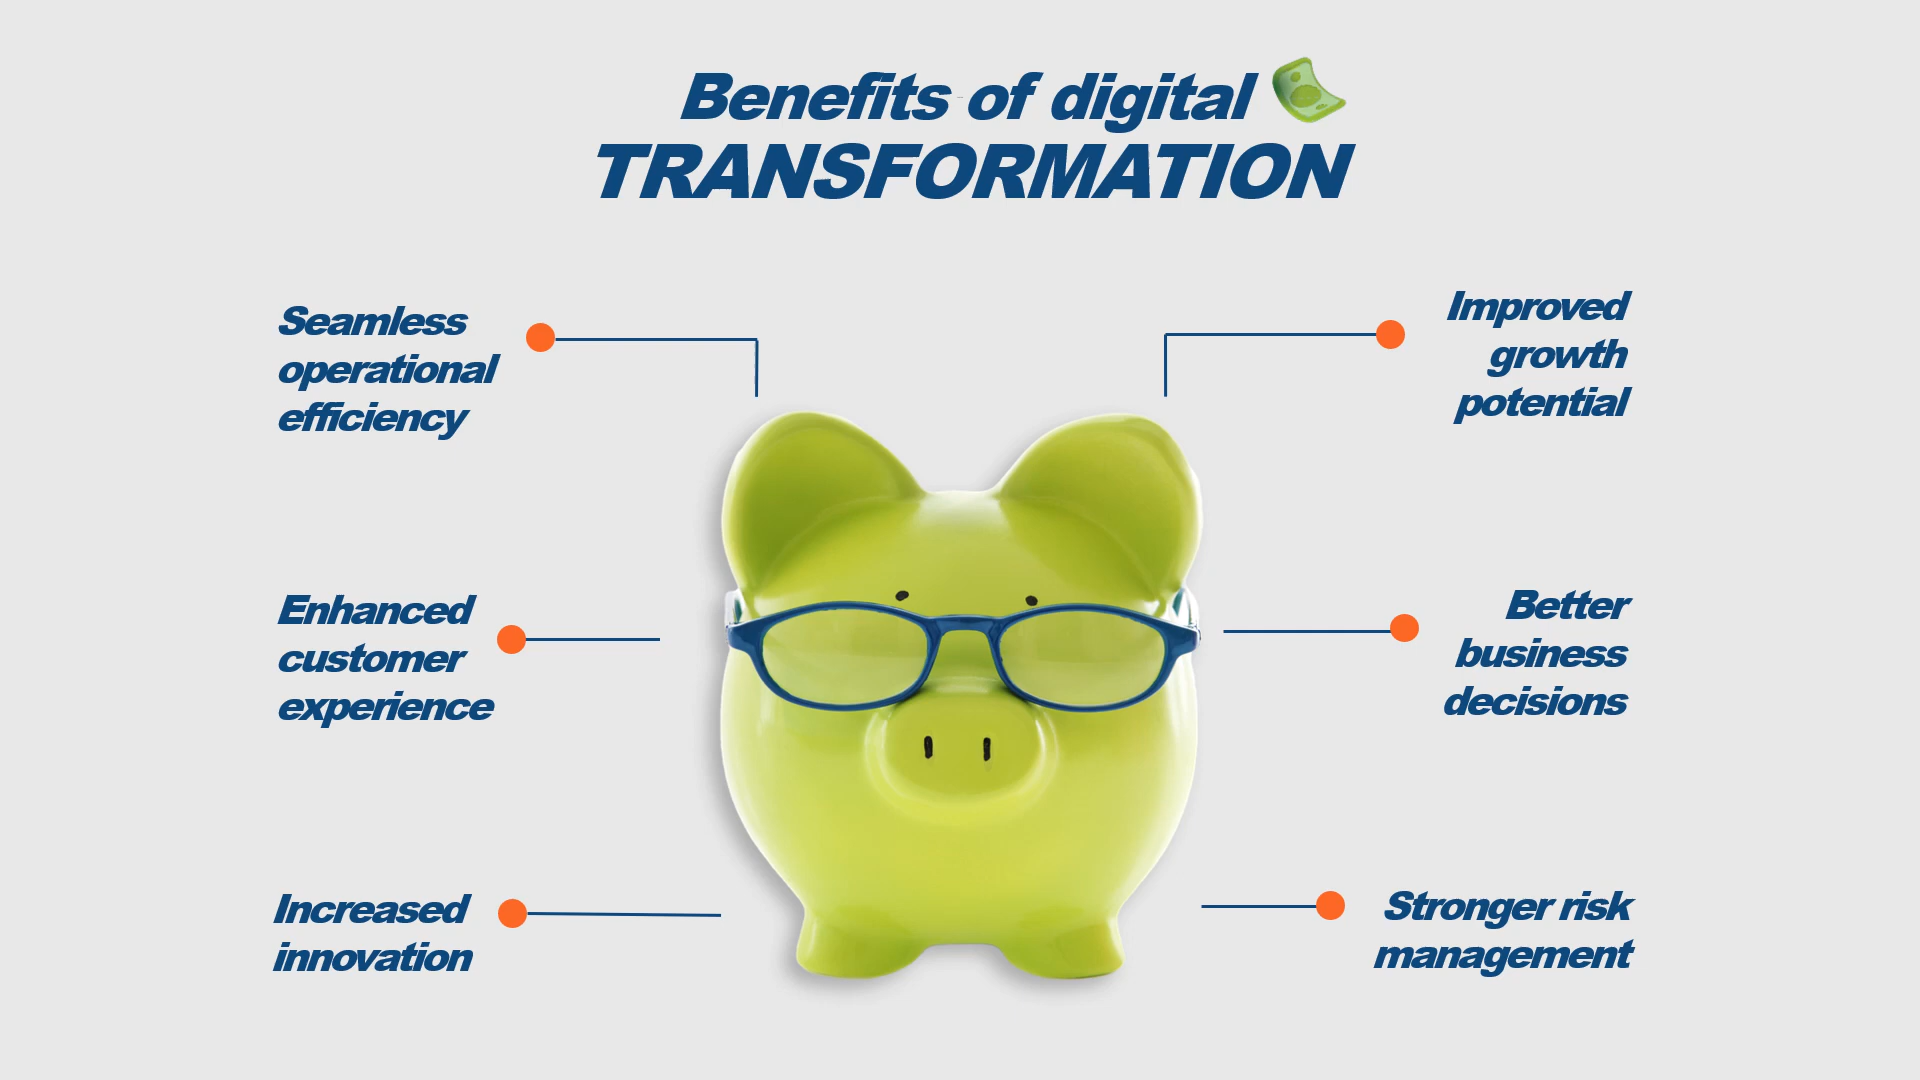 Benefits of digital
TRANSFORMATION
Seamless
operational
efficiency
Enhanced
customer
experience
Increased
innovation
Improved
growth
potential
Better
business
decisions
Stronger risk
management